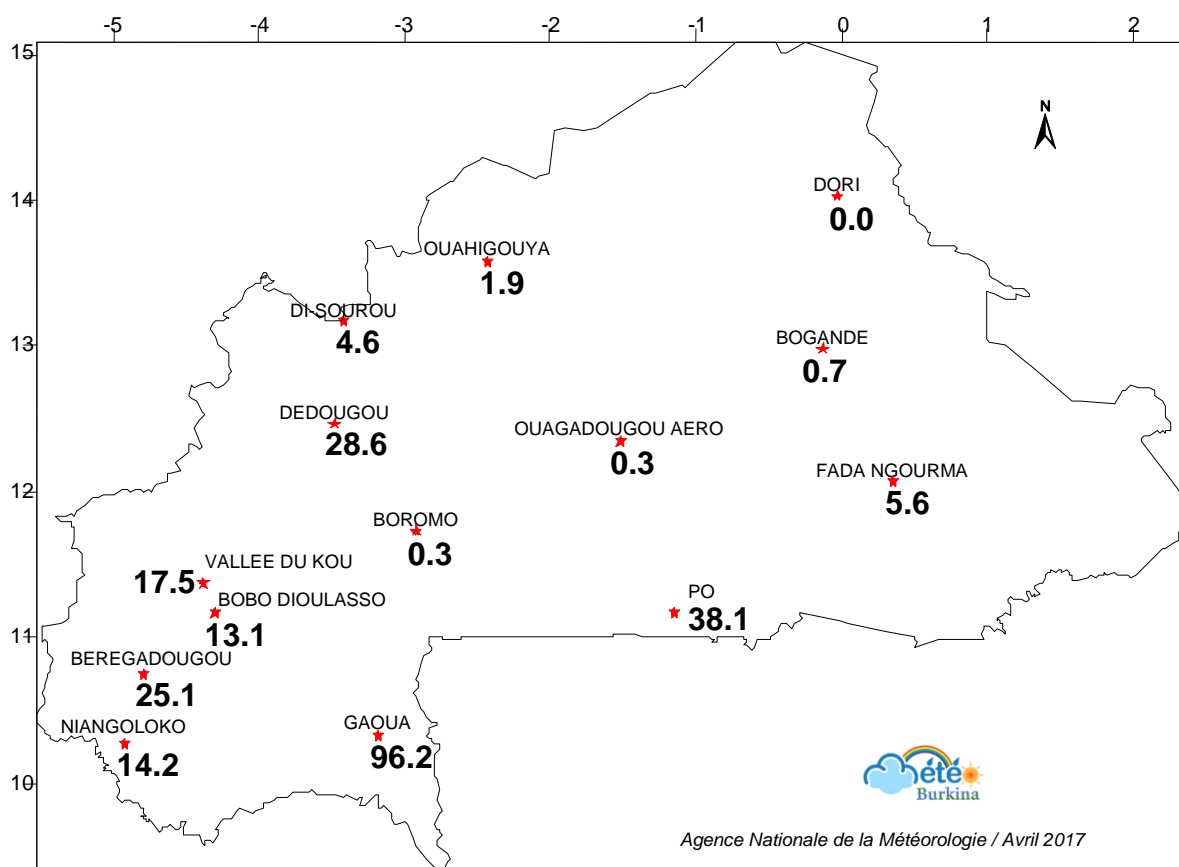 -5 -4 -3 -2 -1 0 1 2
15
N
14
DORI
0.0
OUAHIGOUYA
1.9
DI SOUROU
4.6
13
BOGANDE
0.7
DEDOUGOU
28.6
OUAGADOUGOU AERO
0.3
FADA NGOURMA
5.6
12
BOROMO
0.3
VALLEE DU KOU
17.5
BOBO DIOULASSO
13.1
PO
38.1
11
BEREGADOUGOU
25.1
NIANGOLOKO
14.2
GAOUA
96.2
10
Météo
Burkina
Agence Nationale de la Météorologie / Avril 2017